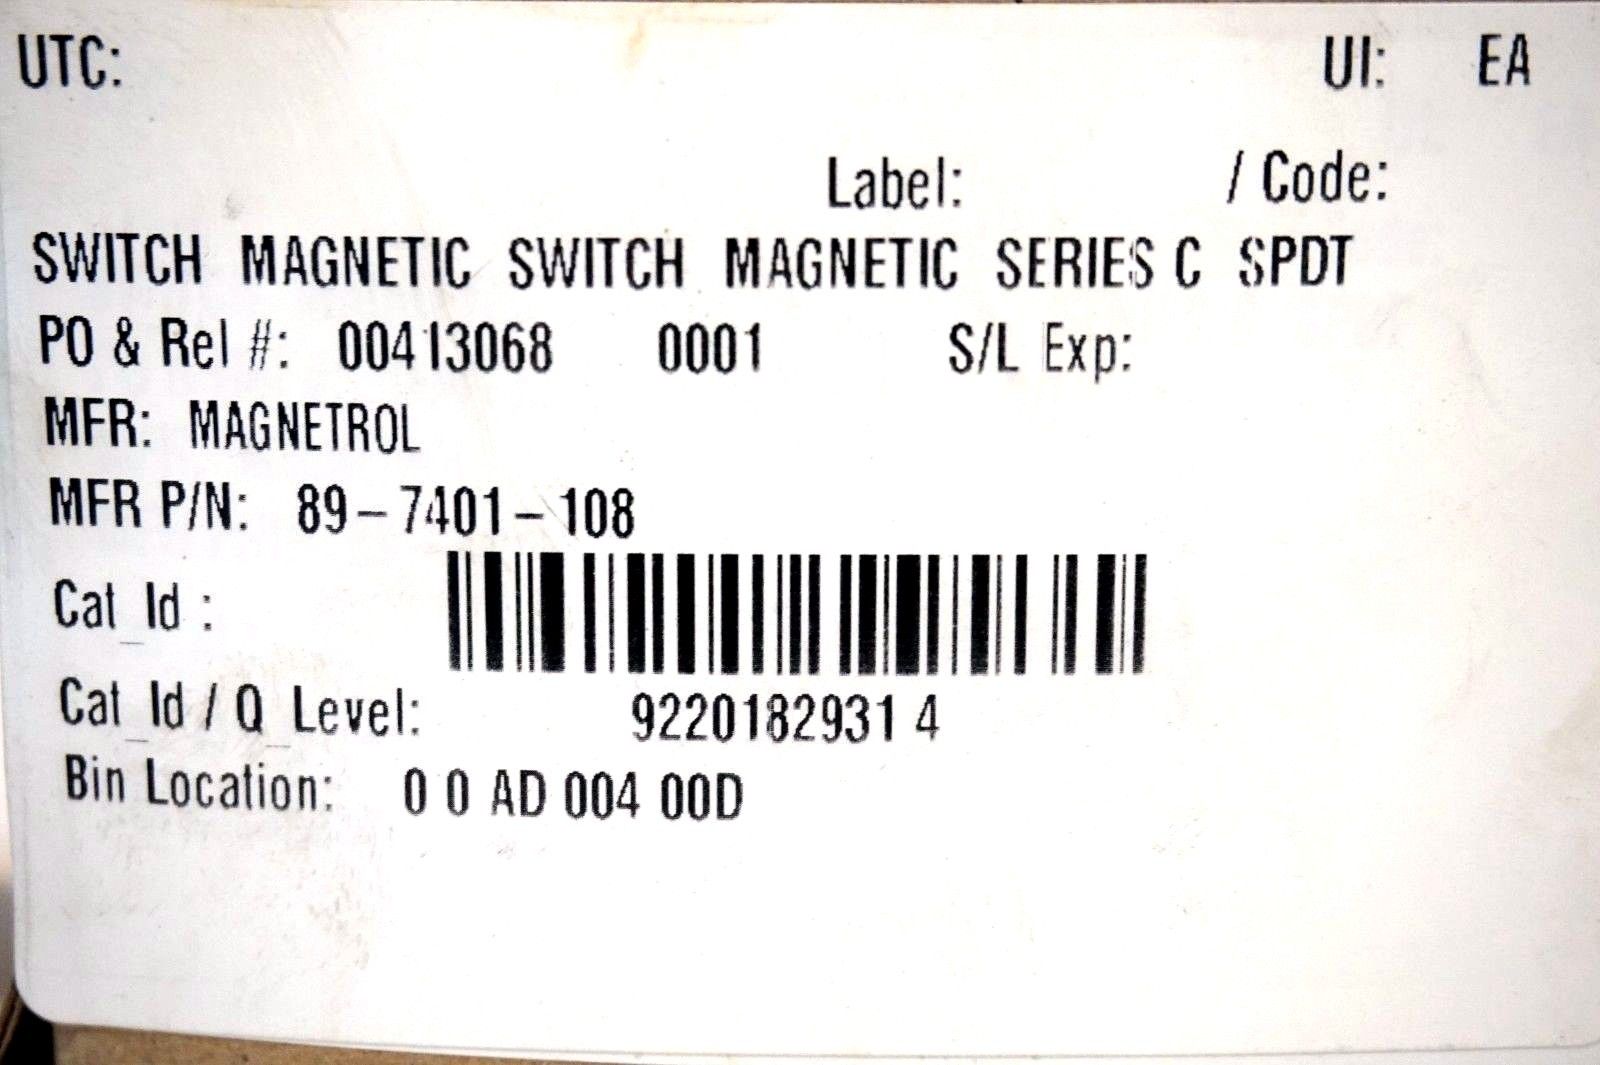 UTC: UI: EA
Label: / Code:
SWITCH MAGNETIC SWITCH MAGNETIC SERIES C SPDT
PO & Rel #: 00413068 0001 S/L Exp:
MFR: MAGNETROL
MFR P/N: 89-7401-108
Cat_Id :
Cat_Id / Q_Level: 9220182931 4
Bin Location: 0 0 AD 004 00D